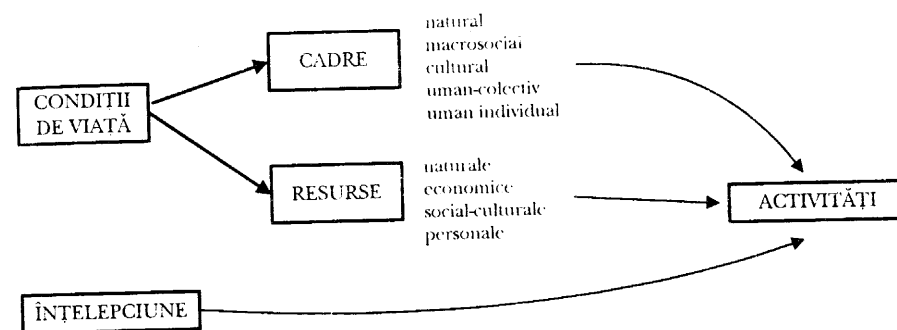 natural
macrosocial
CADRE
cultural
uman-colectiv
uman individual
CONDIȚII
DE VIAȚĂ
naturale
economice
RESURSE
social-culturale
personale
ACTIVITĂȚI
ÎNȚELEPCIUNE